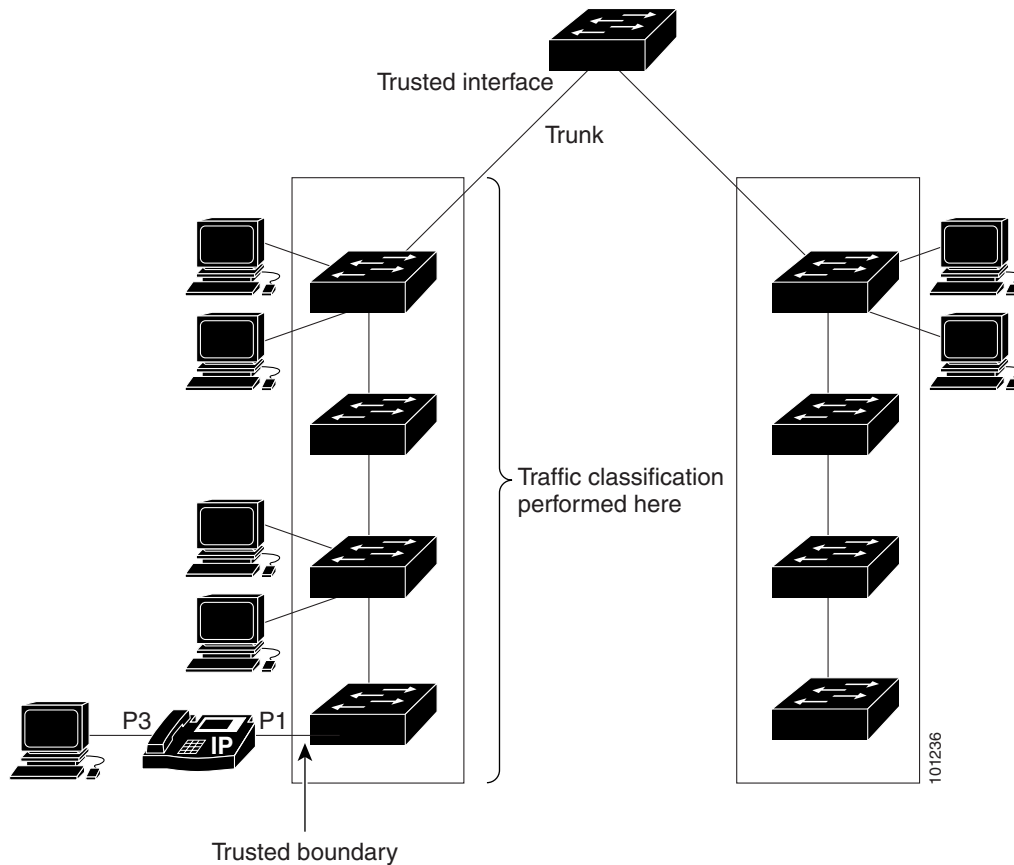 Trusted interface
Trunk
Traffic classification
performed here
P3
IP
P1
101236
Trusted boundary